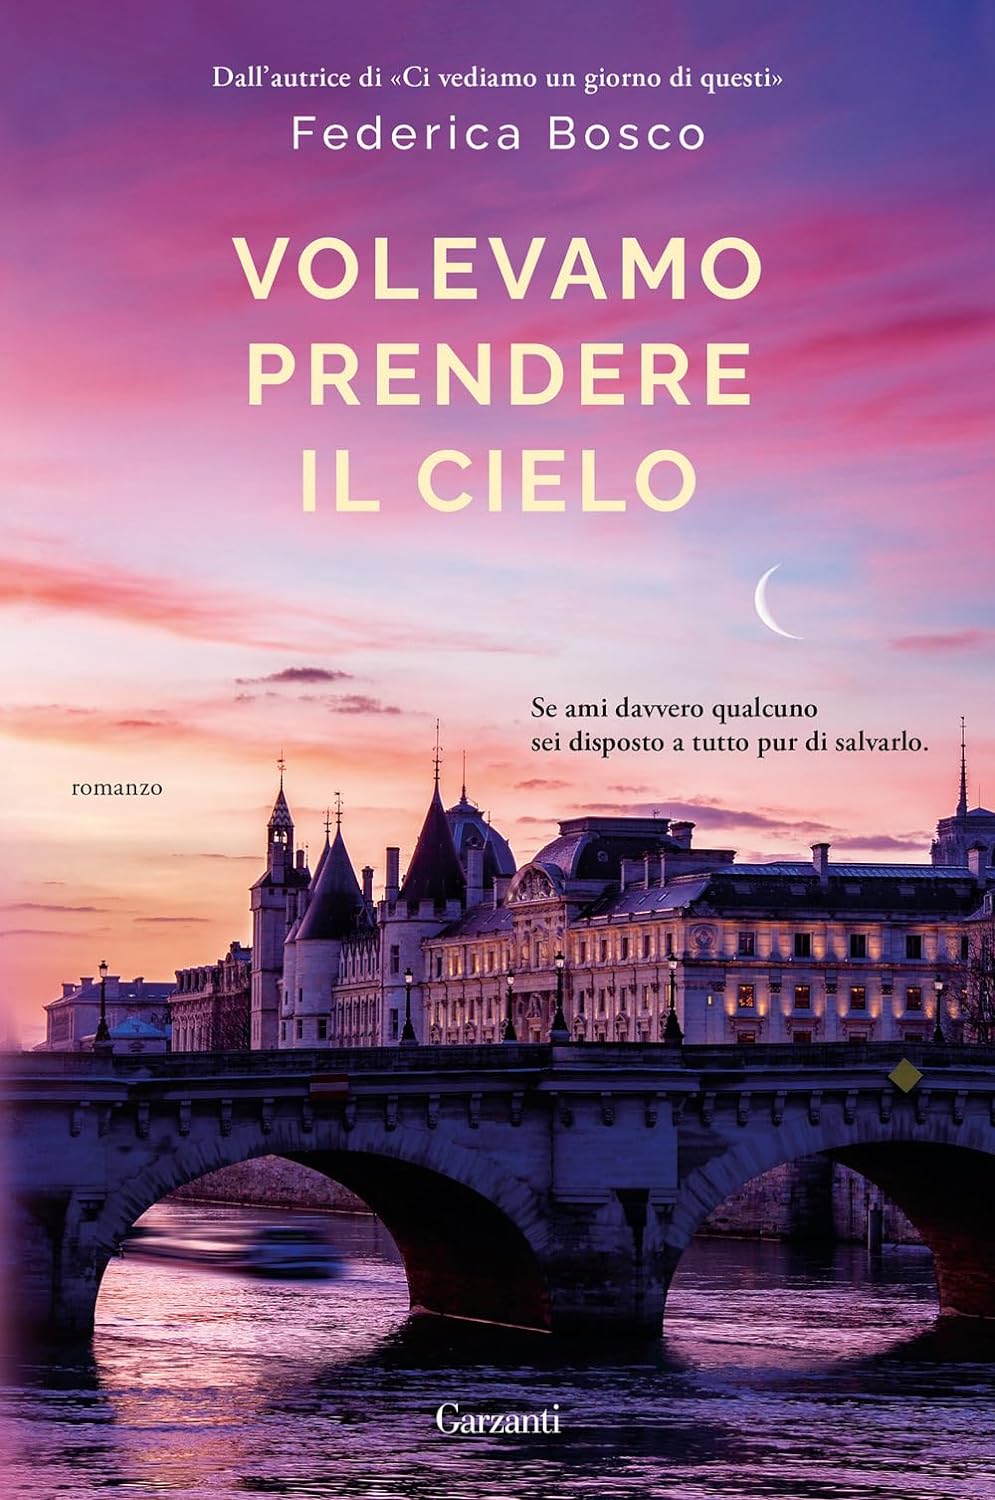 Dall'autrice di «Ci vediamo un giorno di questi»
Federica Bosco
VOLEVAMO
PRENDERE
IL CIELO
Se ami davvero qualcuno
sei disposto a tutto pur di salvarlo.
romanzo
Garzanti